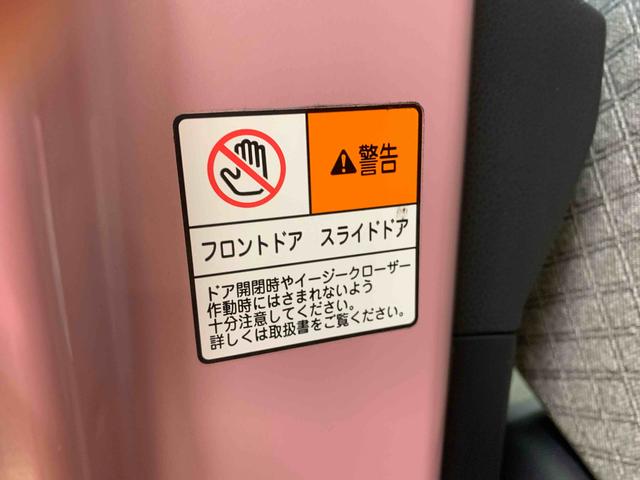 警告
フロントドア スライドドア
ドア開閉時やイージークローザー
作動時にはさまれないよう
十分注意してください。
詳しくは取扱書をご覧ください。